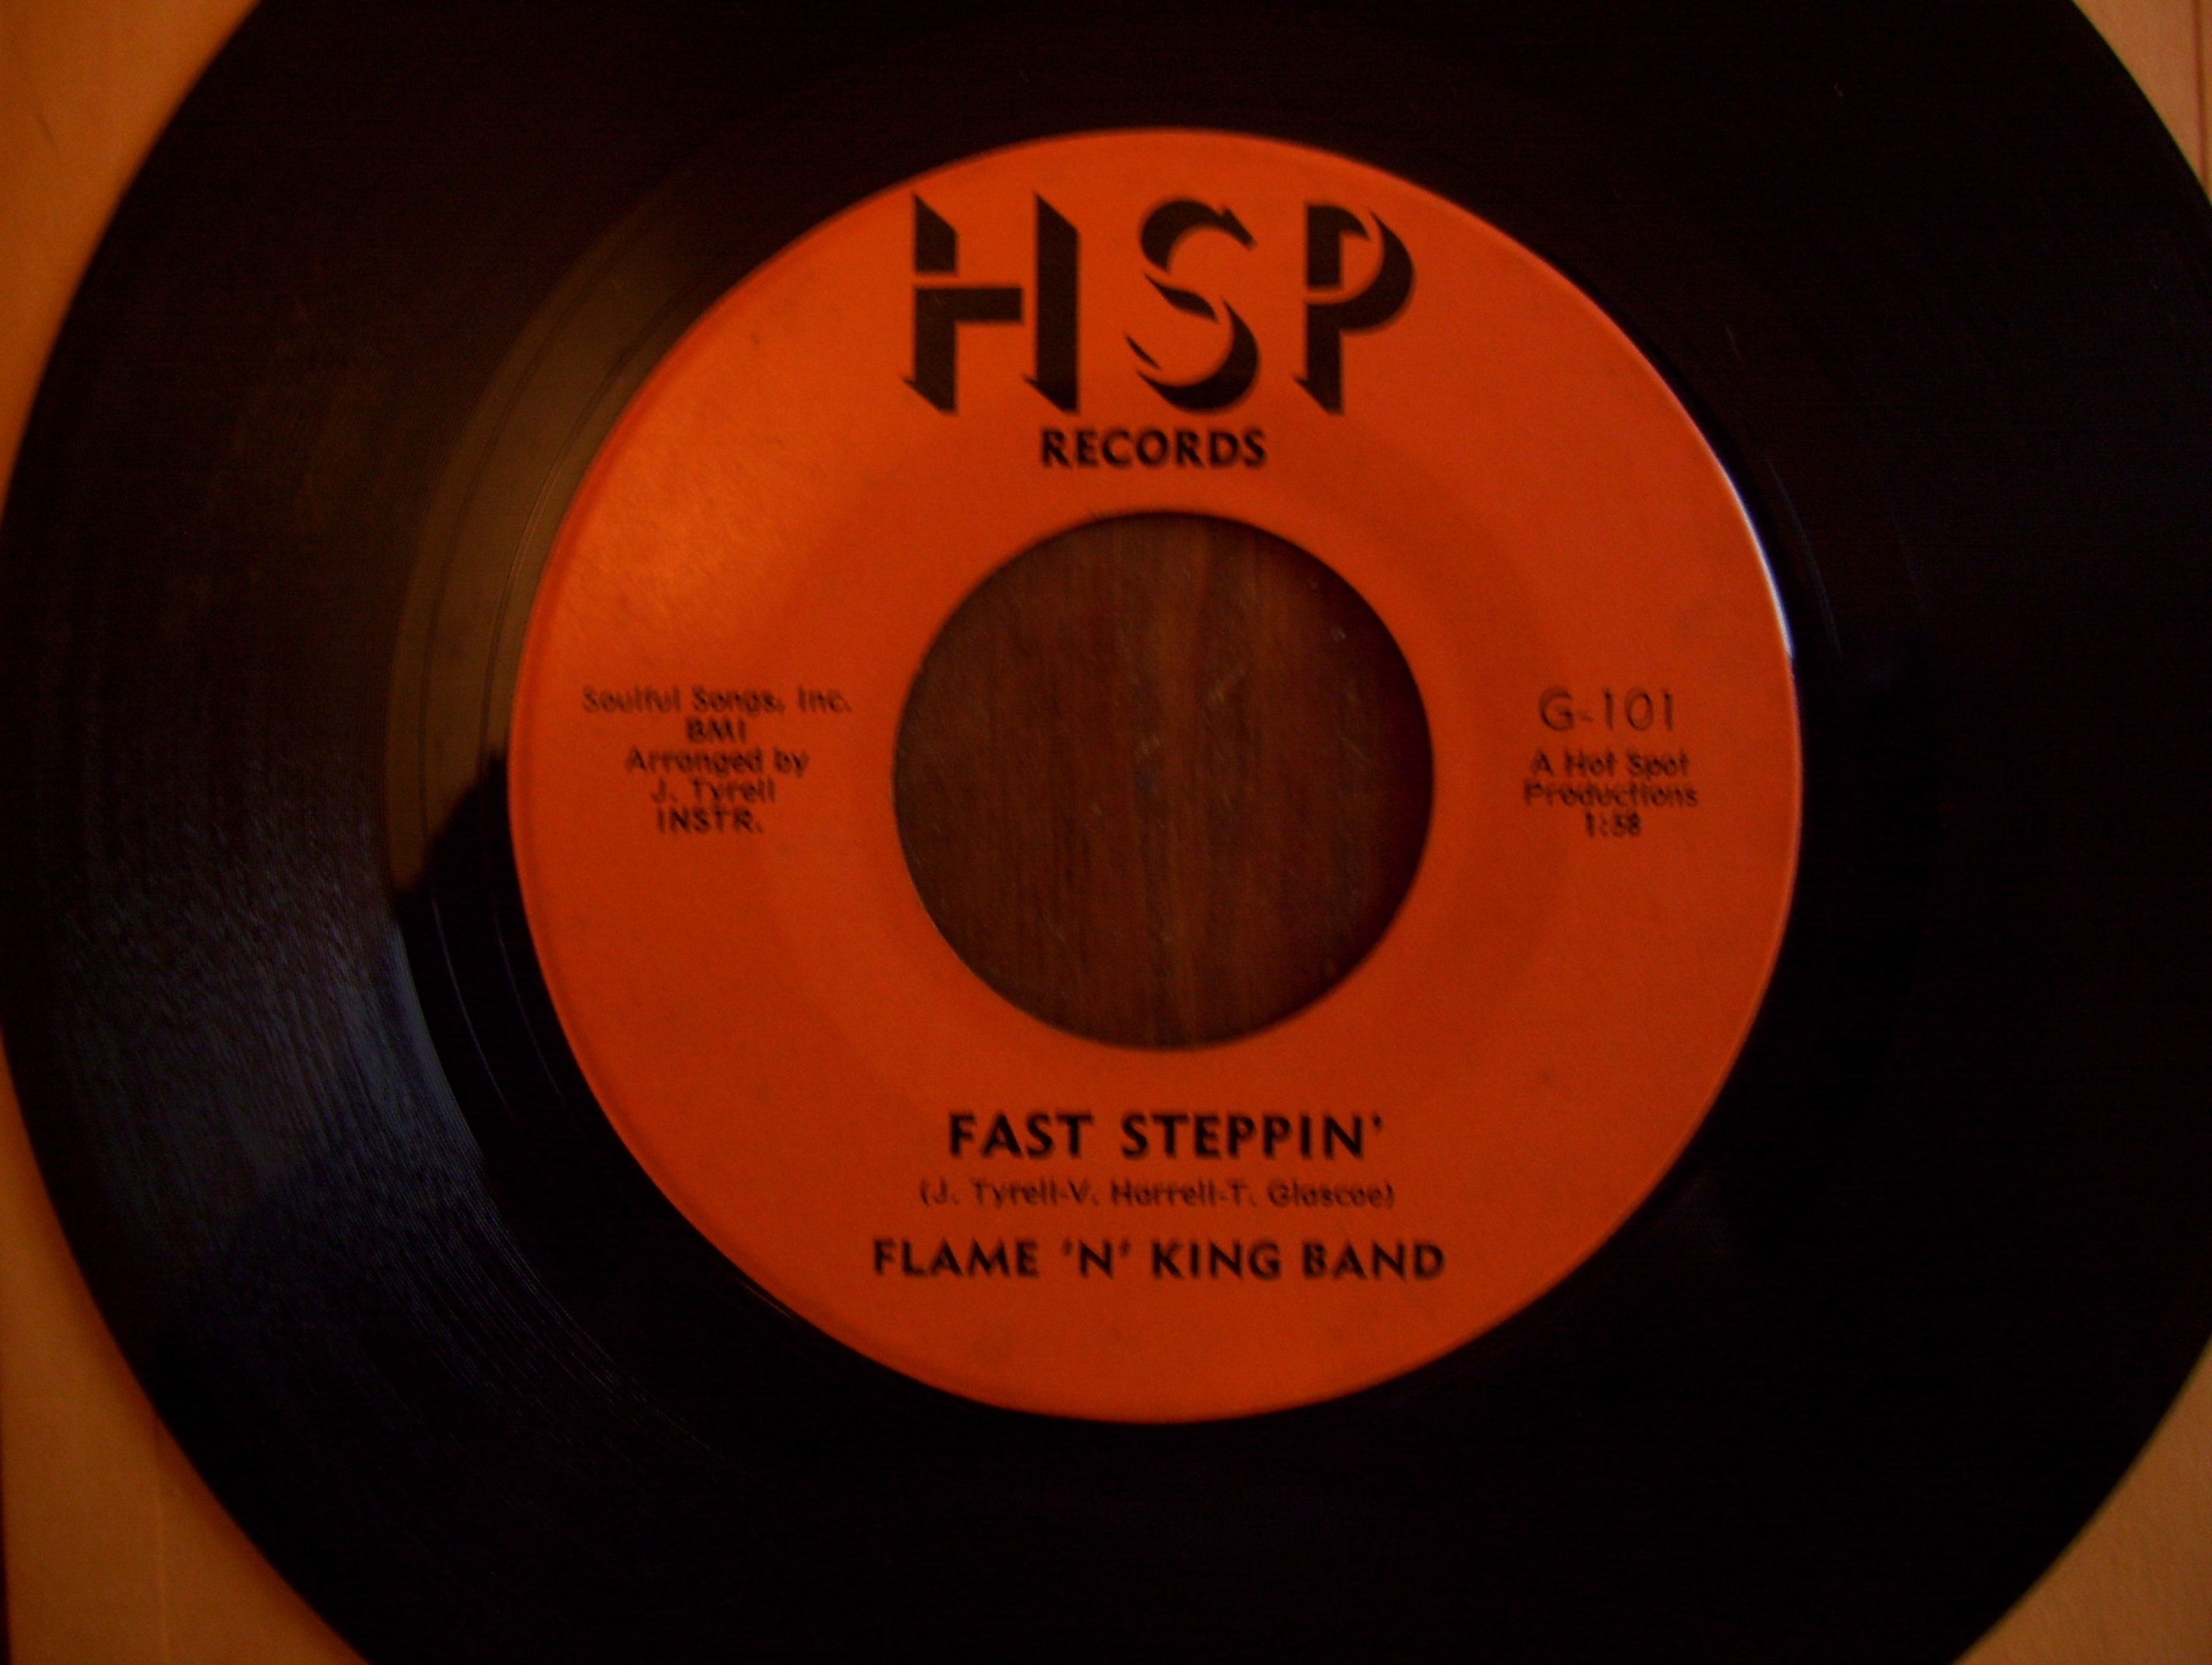 HSP
RECORDS
Soulful Songs, Inc.
BMI
Arranged by
J. Tyrell
INSTR.
G-101
A Hot Spot
Productions
1:58
FAST STEPPIN'
(J. Tyrell-V. Harrell-T. Glascoe)
FLAME 'N' KING BAND